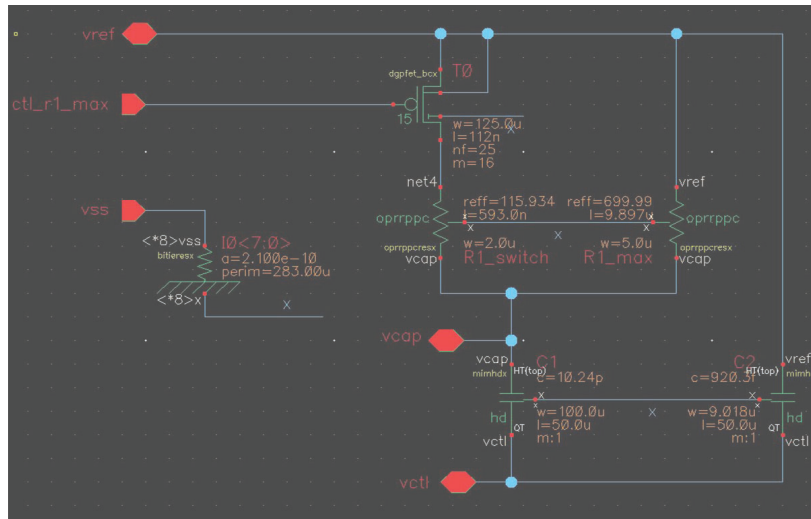 vref
dgpfet_bcx
T0
ctl_r1_max
15
w=125.0u
x
l=112n
nf=25
m=16
net4
vref
vss
reff=115.934
reff=699.99
l=593.0n
l=9.897u
x
x
oprrppc
oprrppc
x
<*8>vss
I0<7:0>
bitieresx
a=2.100e-10
perim=283.00u
w=2.0u
w=5.0u
oprrppcresx
oprrppcresx
vcap
R1_switch
R1_max
vcap
<*8>x
x
vcap
vcap
C1
C2
vref
mimhdx
HT(top)
HT(top)
mimh
c=10.24p
c=920.3f
x
x
hd
w=100.0u
x
w=9.018u
hd
l=50.0u
l=50.0u
QT
QT
vctl
m:1
m:1
vctl
vctl